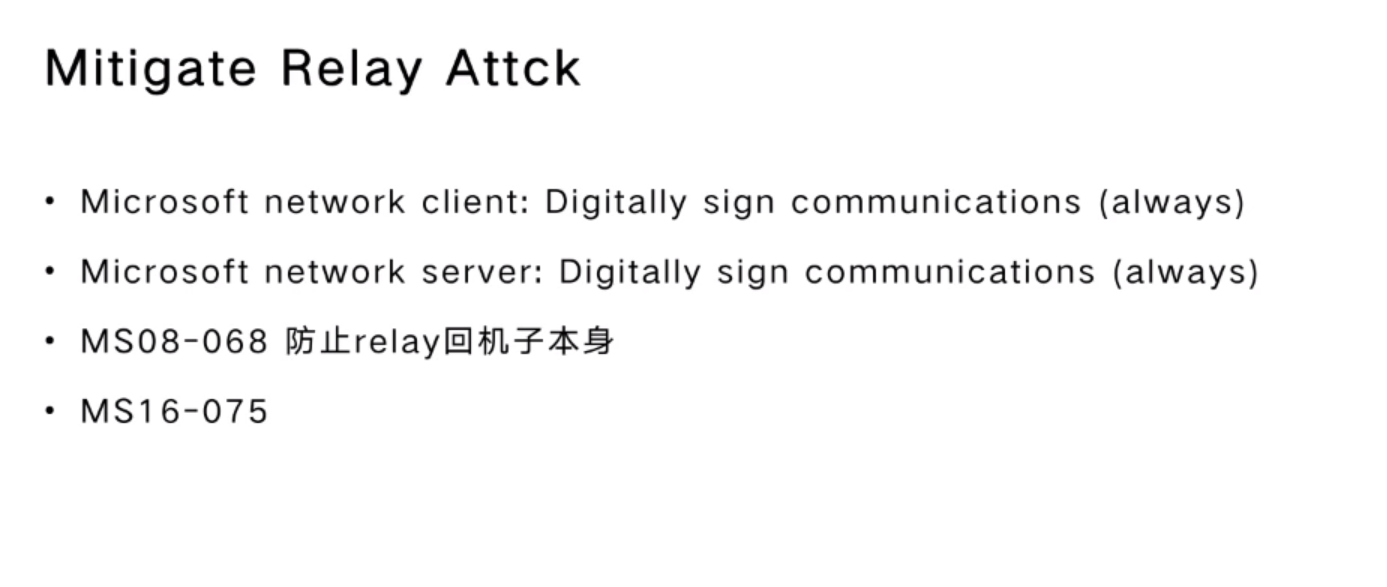 Mitigate Relay Attck
• Microsoft network client: Digitally sign communications (always)
• Microsoft network server: Digitally sign communications (always)
• MS08-068 防止relay回机子本身
• MS16-075